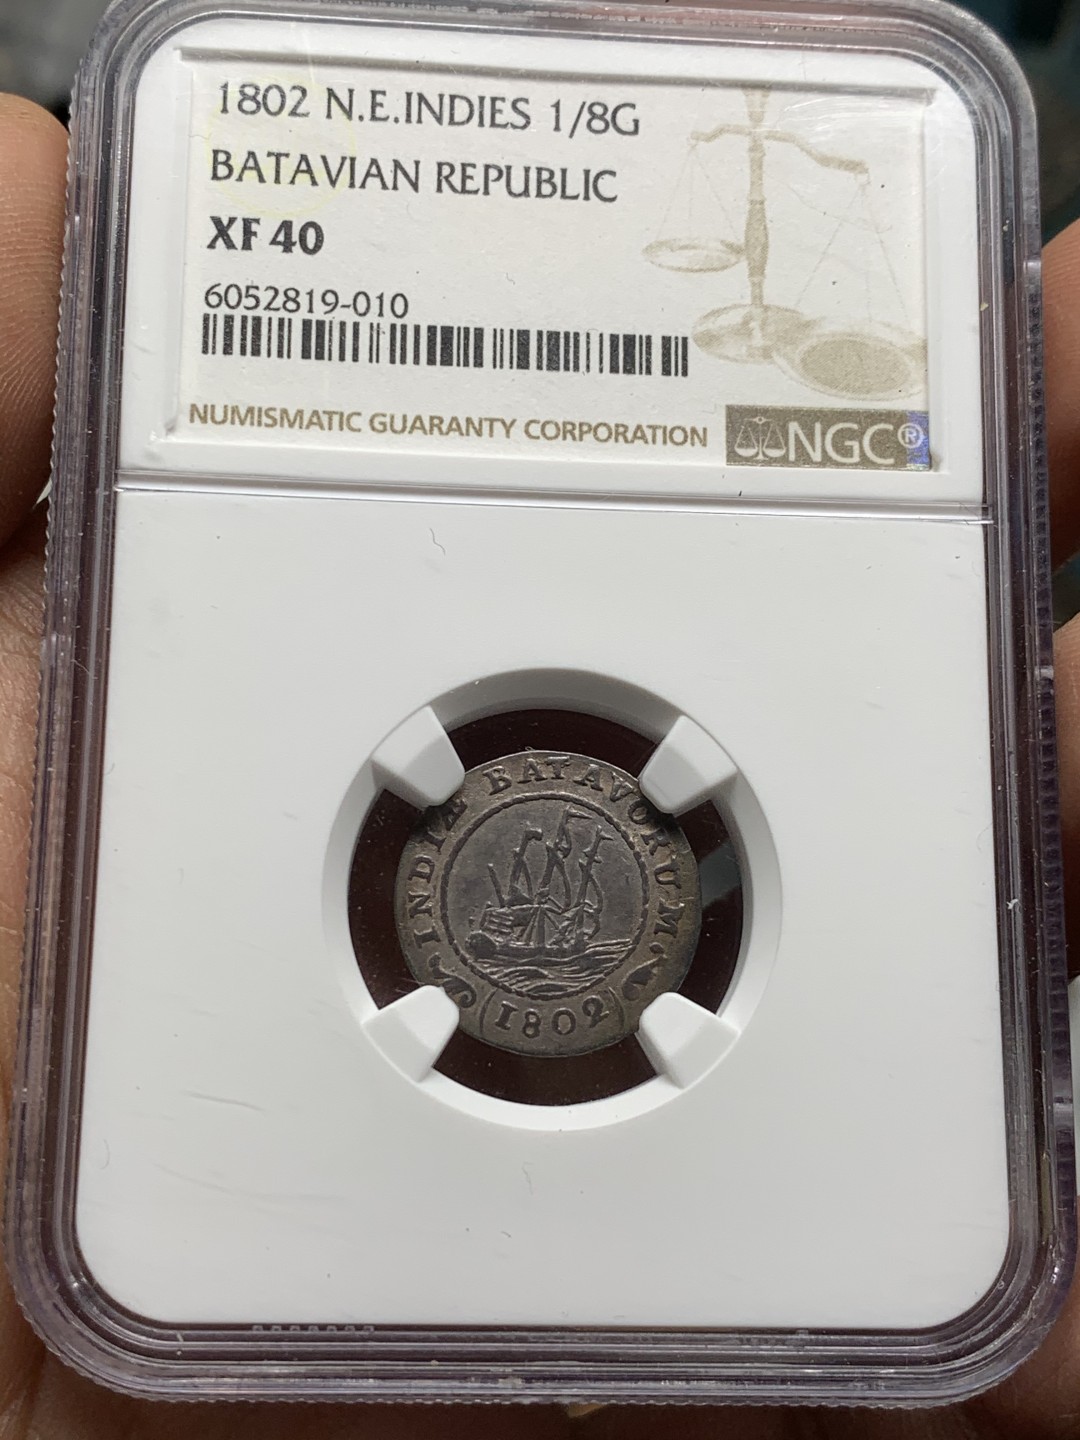 1802 N.E.INDIES 1/8G
BATAVIAN REPUBLIC
XF 40
6052819-010
NUMISMATIC GUARANTY CORPORATION
NGC®
INDIÆ BATAVORUM.
1802